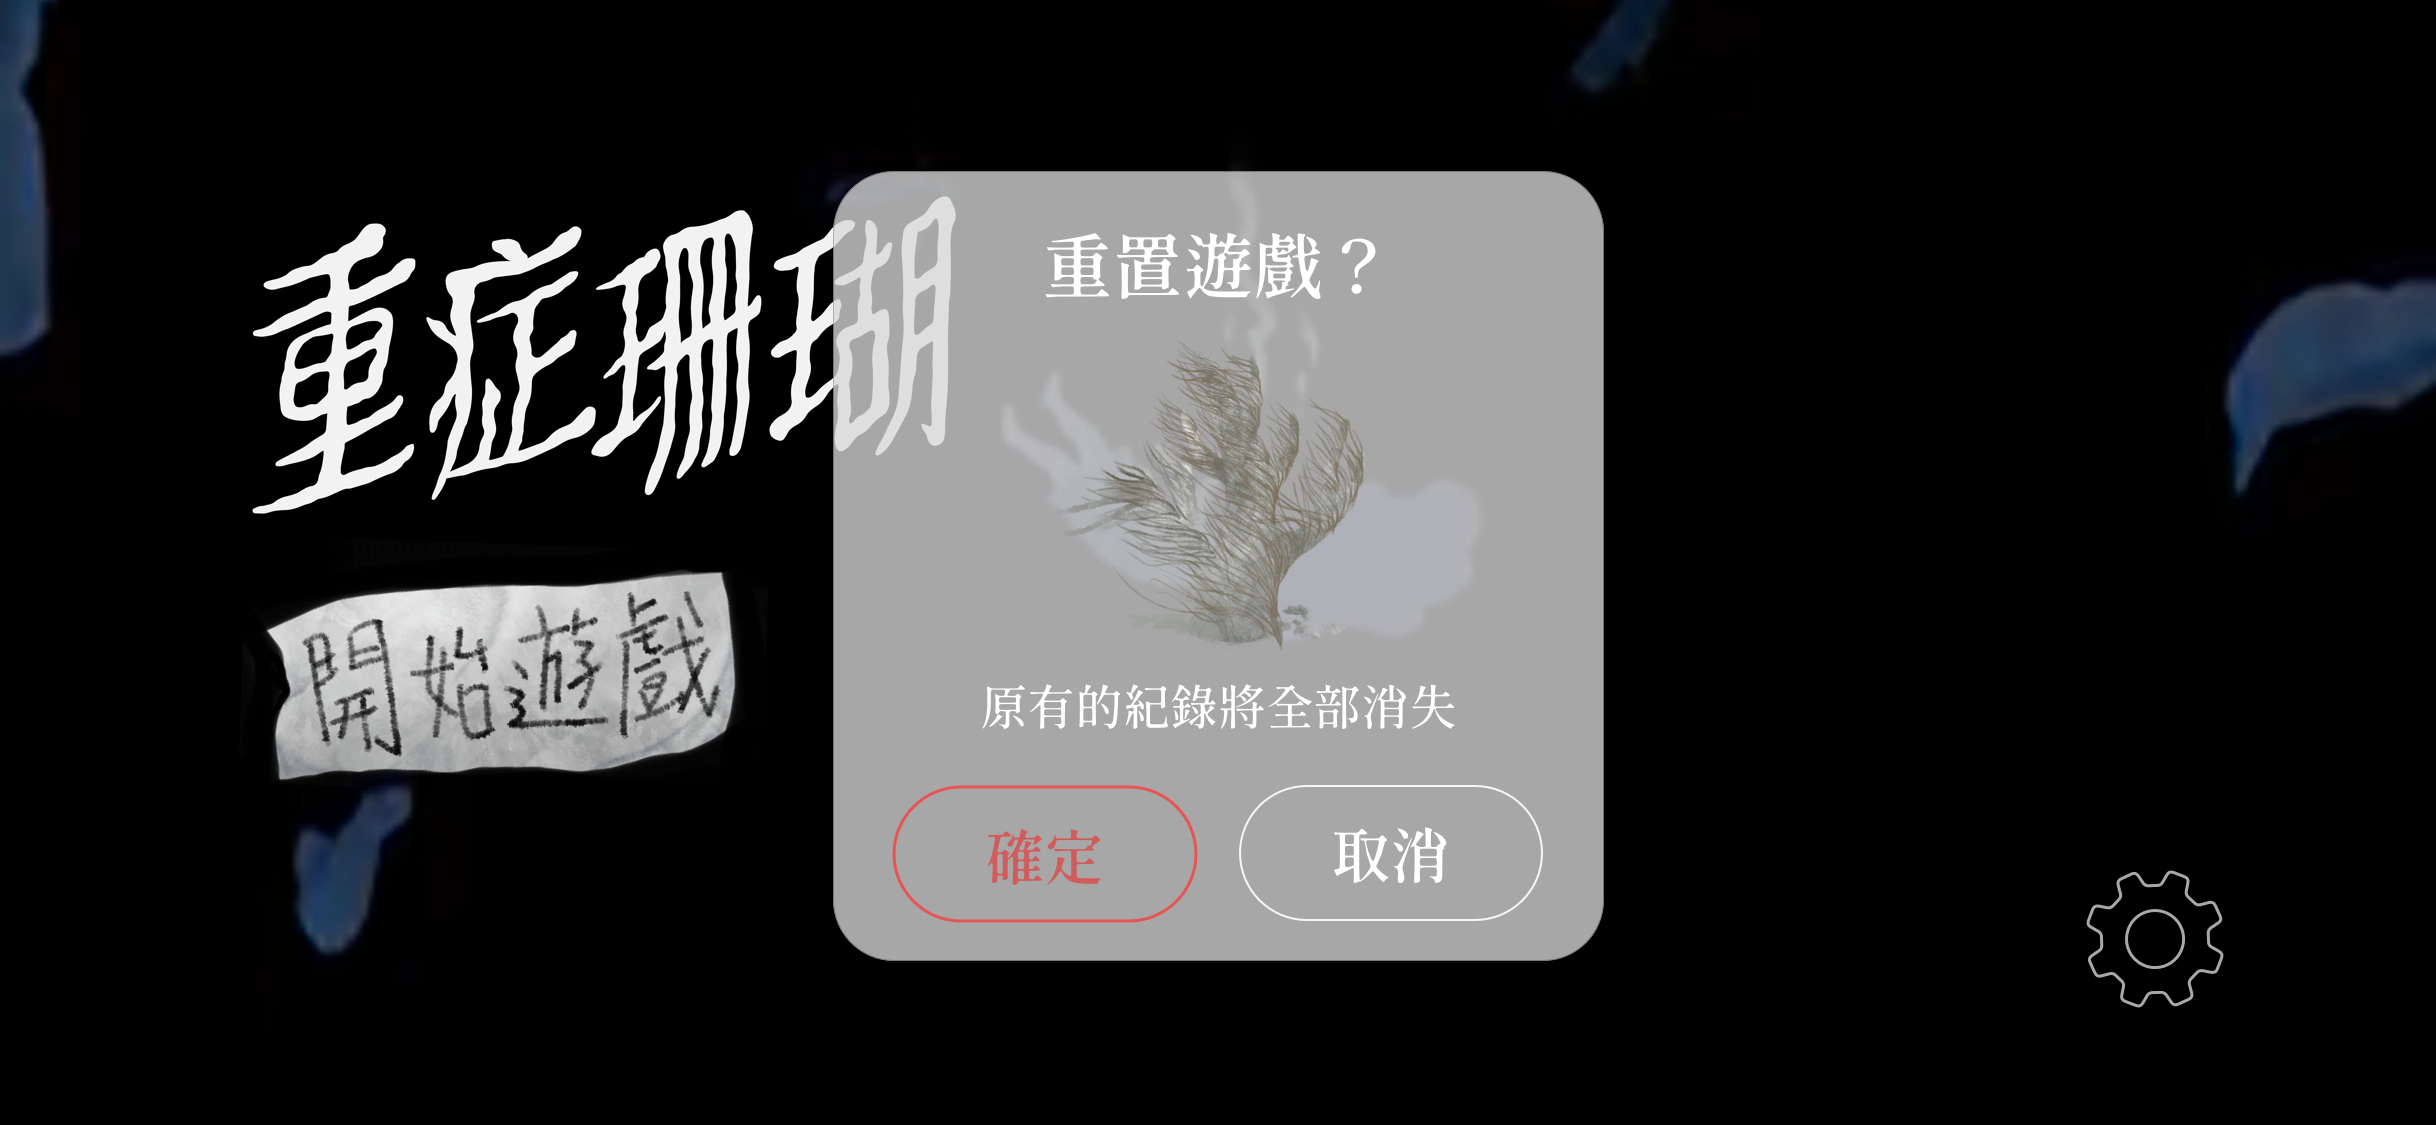 重症珊瑚
開始遊戲
重置遊戲？
原有的紀錄將全部消失
確定
取消